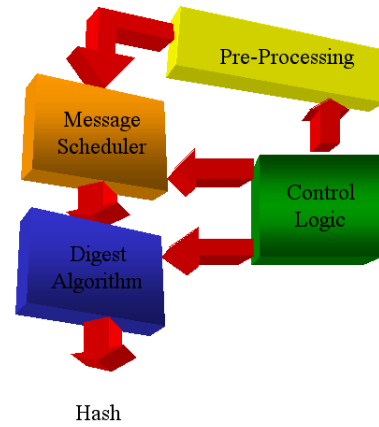 Pre-Processing
Message
Scheduler
Control
Logic
Digest
Algorithm
Hash